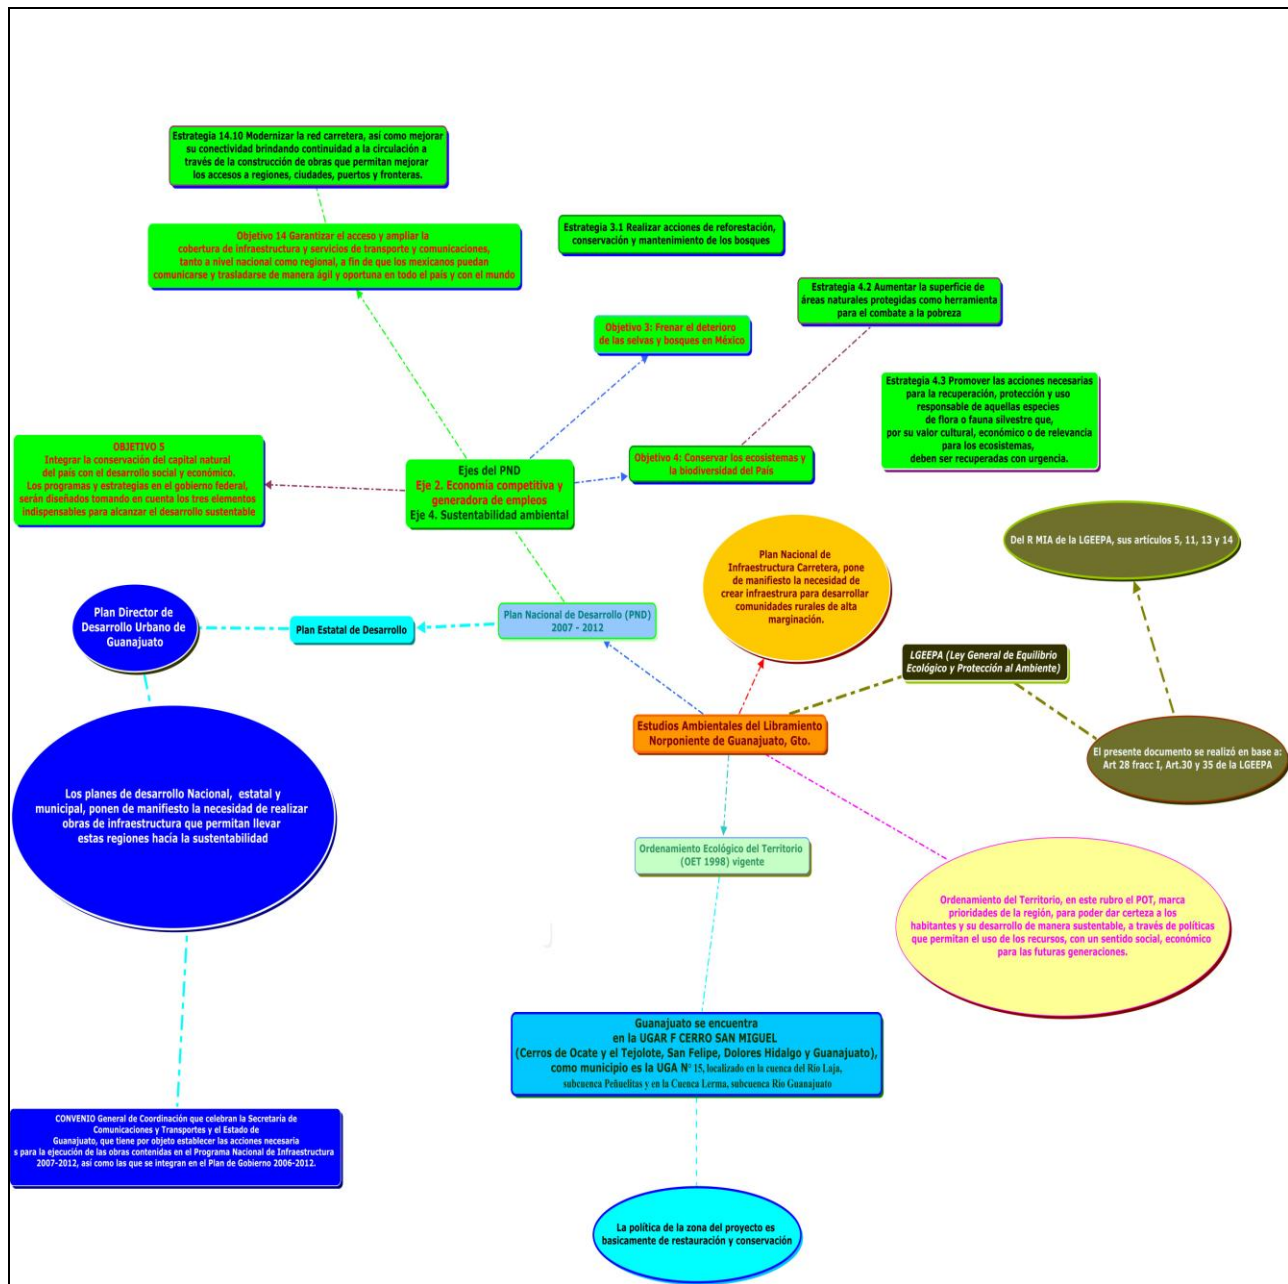 Estrategia 14.10 Modernizar la red carretera, así como mejorar
su conectividad brindando continuidad a la circulación a
través de la construcción de obras que permitan mejorar
los accesos a regiones, ciudades, puertos y fronteras.
Objetivo 14 Garantizar el acceso y ampliar la
cobertura de infraestructura y servicios de transporte y comunicaciones,
tanto a nivel nacional como regional, a fin de que los mexicanos puedan
comunicarse y trasladarse de manera ágil y oportuna en todo el país y con el mundo
Estrategia 3.1 Realizar acciones de reforestación,
conservación y mantenimiento de los bosques
Estrategia 4.2 Aumentar la superficie de
áreas naturales protegidas como herramienta
para el combate a la pobreza
Objetivo 3: Frenar el deterioro
de las selvas y bosques en México
Estrategia 4.3 Promover las acciones necesarias
para la recuperación, protección y uso
responsable de aquellas especies
de flora o fauna silvestre que,
por su valor cultural, económico o de relevancia
para los ecosistemas,
deben ser recuperadas con urgencia.
OBJETIVO 5
Integrar la conservación del capital natural
del país con el desarrollo social y económico.
Los programas y estrategias en el gobierno federal,
serán diseñados tomando en cuenta los tres elementos
indispensables para alcanzar el desarrollo sustentable
Ejes del PND
Eje 2. Economía competitiva y
generadora de empleos
Eje 4. Sustentabilidad ambiental
Objetivo 4: Conservar los ecosistemas y
la biodiversidad del País
Plan Nacional de
Infraestructura Carretera, pone
de manifiesto la necesidad de
crear infraestrura para desarrollar
comunidades rurales de alta
marginación.
Del R MIA de la LGEEPA, sus artículos 5, 11, 13 y 14
Plan Director de
Desarrollo Urbano de
Guanajuato
Plan Estatal de Desarrollo
Plan Nacional de Desarrollo (PND)
2007 - 2012
LGEEPA (Ley General de Equilibrio
Ecológico y Protección al Ambiente)
Estudios Ambientales del Libramiento
Norponiente de Guanajuato, Gto.
El presente documento se realizó en base a:
Art 28 fracc I, Art.30 y 35 de la LGEEPA
Los planes de desarrollo Nacional, estatal y
municipal, ponen de manifiesto la necesidad de realizar
obras de infraestructura que permitan llevar
estas regiones hacía la sustentabilidad
Ordenamiento Ecológico del Territorio
(OET 1998) vigente
Ordenamiento del Territorio, en este rubro el POT, marca
prioridades de la región, para poder dar certeza a los
habitantes y su desarrollo de manera sustentable, a través de políticas
que permitan el uso de los recursos, con un sentido social, económico
para las futuras generaciones.
Guanajuato se encuentra
en la UGAR F CERRO SAN MIGUEL
(Cerros de Ocate y el Tejolote, San Felipe, Dolores Hidalgo y Guanajuato),
como municipio es la UGA N° 15, localizado en la cuenca del Río Laja,
subcuenca Peñuelitas y en la Cuenca Lerma, subcuenca Río Guanajuato
CONVENIO General de Coordinación que celebran la Secretaría de
Comunicaciones y Transportes y el Estado de
Guanajuato, que tiene por objeto establecer las acciones necesaria
s para la ejecución de las obras contenidas en el Programa Nacional de Infraestructura
2007-2012, así como las que se integran en el Plan de Gobierno 2006-2012.
La política de la zona del proyecto es
basicamente de restauración y conservación